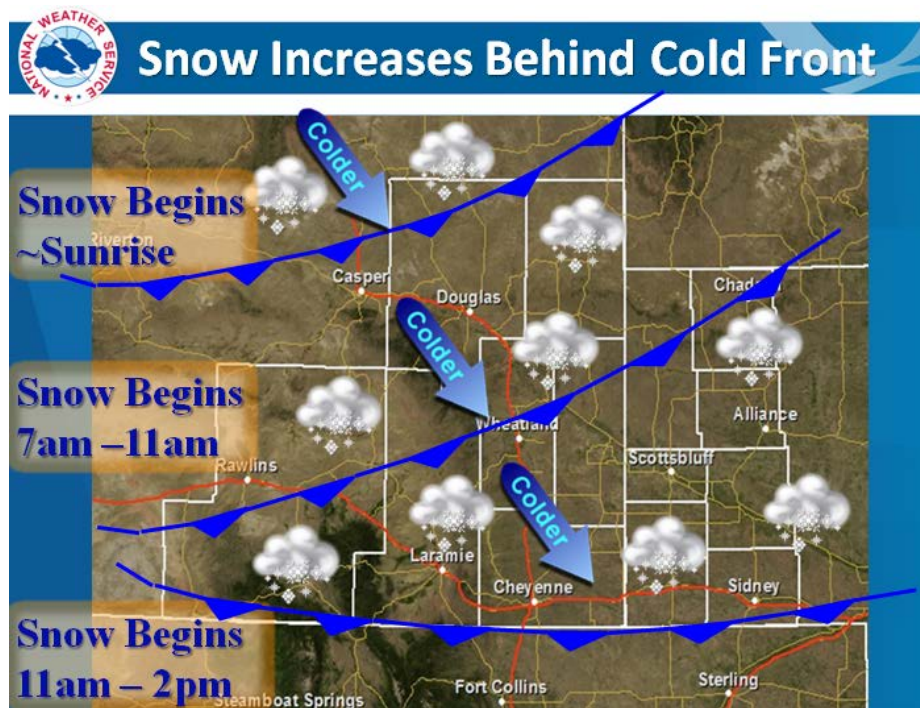 NATIONAL WEATHER SERVICE
Snow Increases Behind Cold Front
Colder
Snow Begins
~Sunrise
Riverton
Casper
Douglas
Colder
Snow Begins
7am –11am
Wheatland
Alliance
Scottsbluff
Rawlins
Colder
Laramie
Cheyenne
Sidney
Snow Begins
11am – 2pm
Steamboat Springs
Fort Collins
Sterling